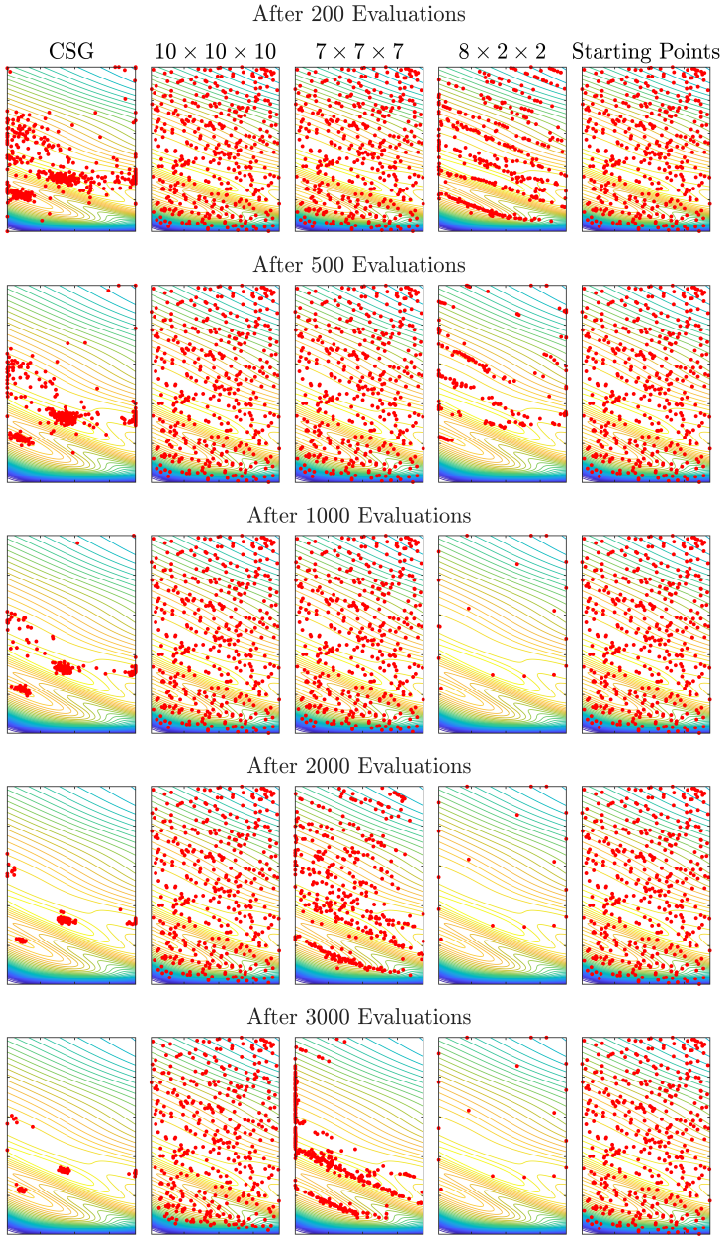 After 200 Evaluations
CSG 10 × 10 × 10 7 × 7 × 7 8 × 2 × 2 Starting Points
After 500 Evaluations
After 1000 Evaluations
After 2000 Evaluations
After 3000 Evaluations